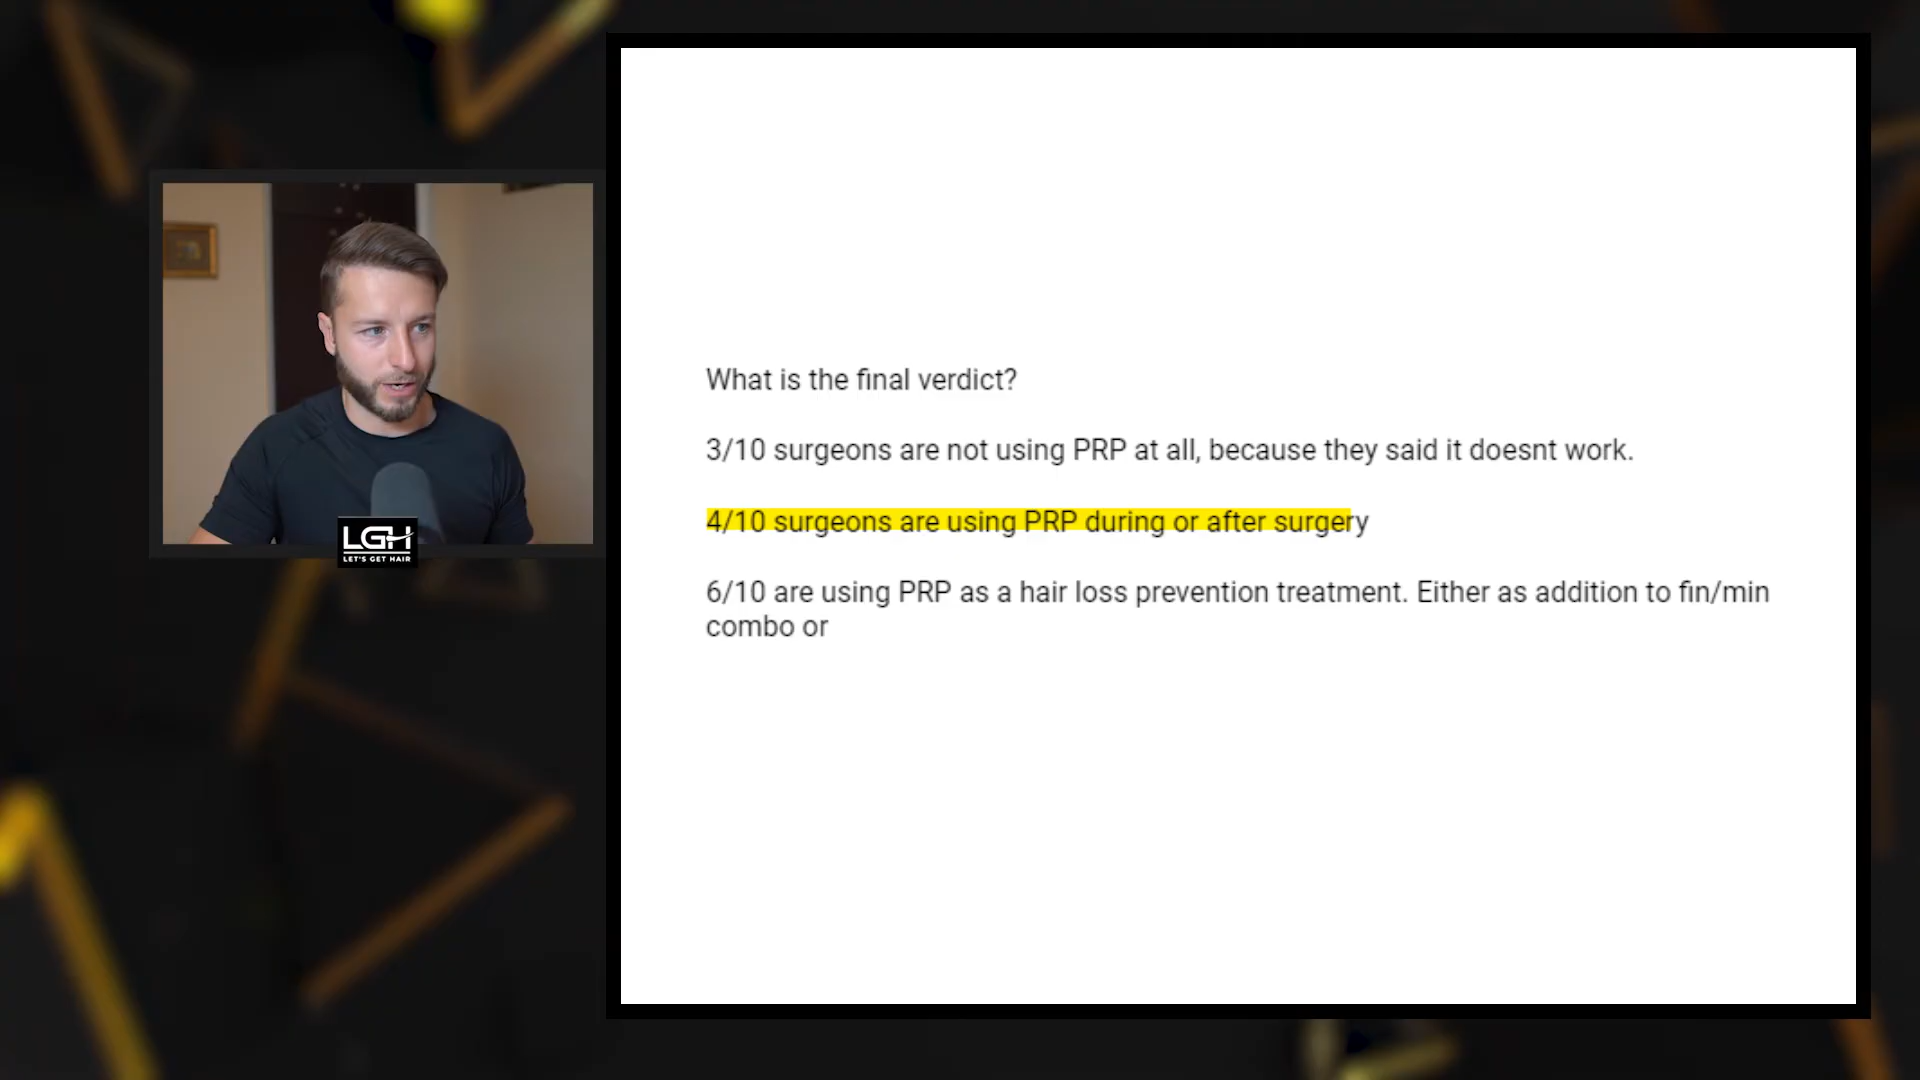 What is the final verdict?
3/10 surgeons are not using PRP at all, because they said it doesnt work.
4/10 surgeons are using PRP during or after surgery
6/10 are using PRP as a hair loss prevention treatment. Either as addition to fin/min
combo or
LGH
LET'S GET HAIR